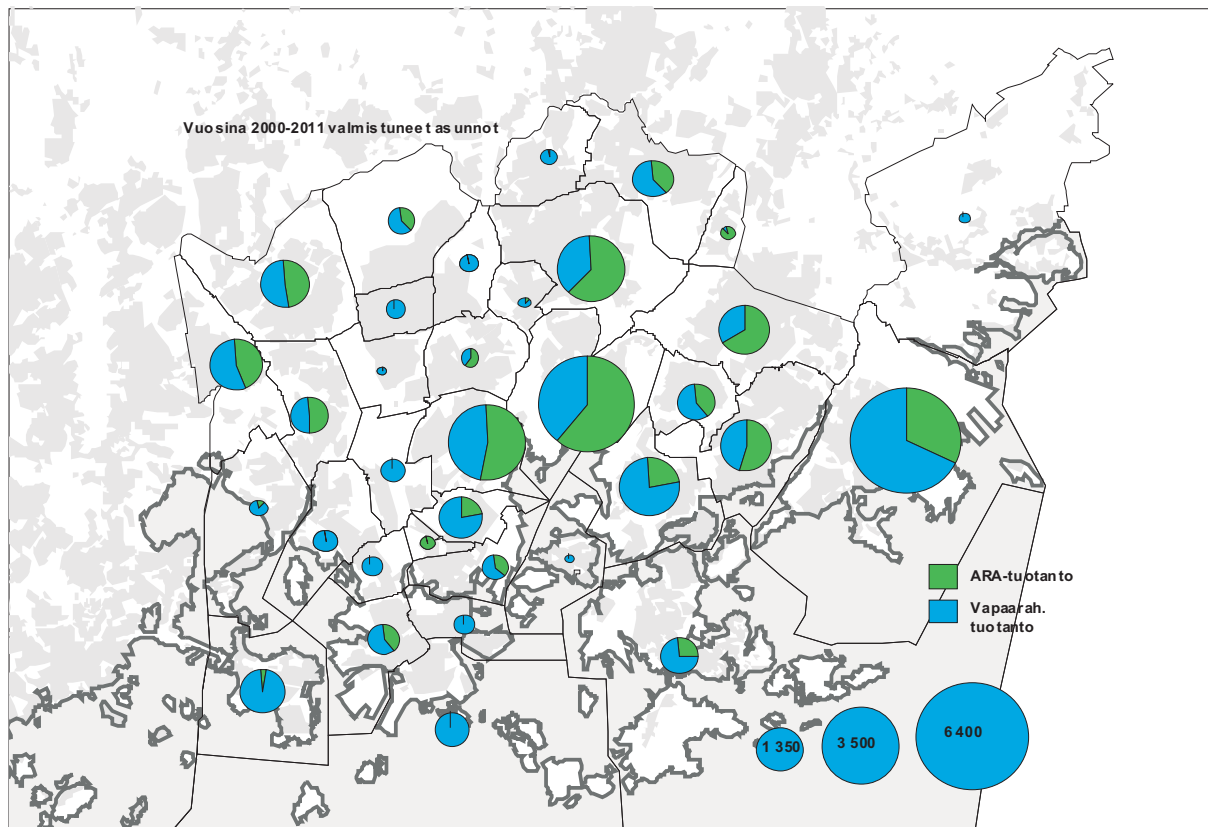 Vuosina 2000-2011 valmistuneet asunnot
ARA-tuotanto
Vapaarah.
tuotanto
1 350
3 500
6 400